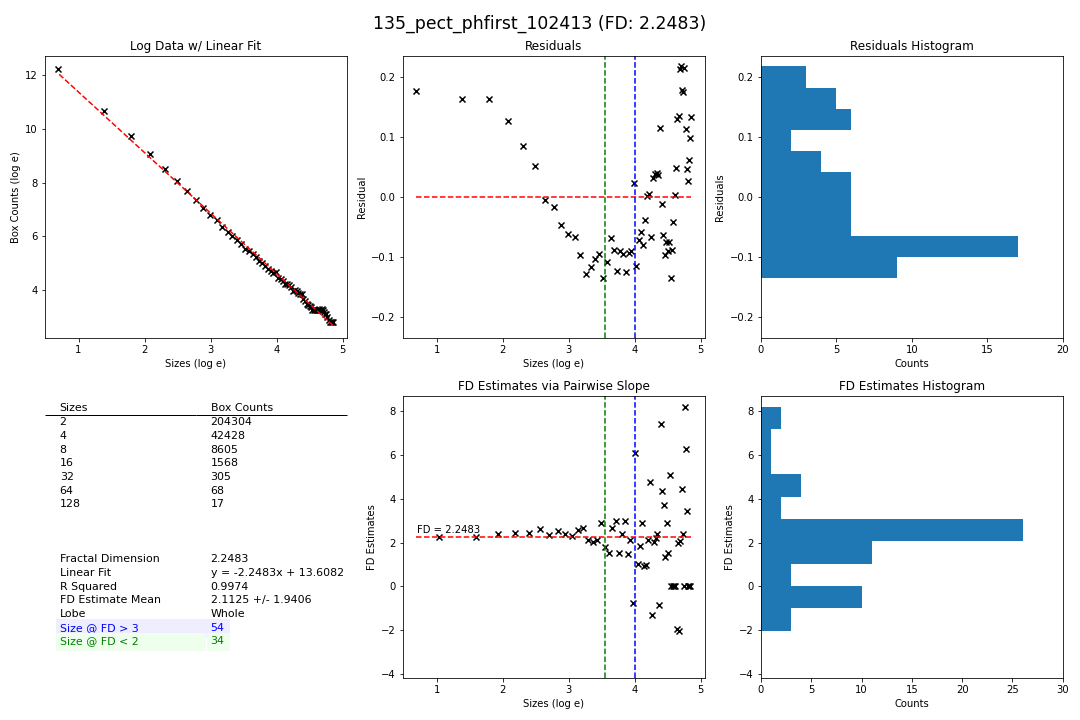 135_pect_phfirst_102413 (FD: 2.2483)
Log Data w/ Linear Fit
Box Counts (log e)
12
10
8
6
4
1
2
3
4
5
Sizes (log e)
Residuals
Residual
0.2
0.1
0.0
−0.1
−0.2
1
2
3
4
5
Sizes (log e)
Residuals Histogram
Residuals
0.2
0.1
0.0
−0.1
−0.2
0
5
10
15
20
Counts
Sizes Box Counts
2 204304
4 42428
8 8605
16 1568
32 305
64 68
128 17
Fractal Dimension 2.2483
Linear Fit y = -2.2483x + 13.6082
R Squared 0.9974
FD Estimate Mean 2.1125 +/- 1.9406
Lobe Whole
Size @ FD > 3 54
Size @ FD < 2 34
FD Estimates via Pairwise Slope
FD Estimates
8
6
4
2
0
−2
−4
FD = 2.2483
1
2
3
4
5
Sizes (log e)
FD Estimates Histogram
FD Estimates
8
6
4
2
0
−2
−4
0
5
10
15
20
25
30
Counts